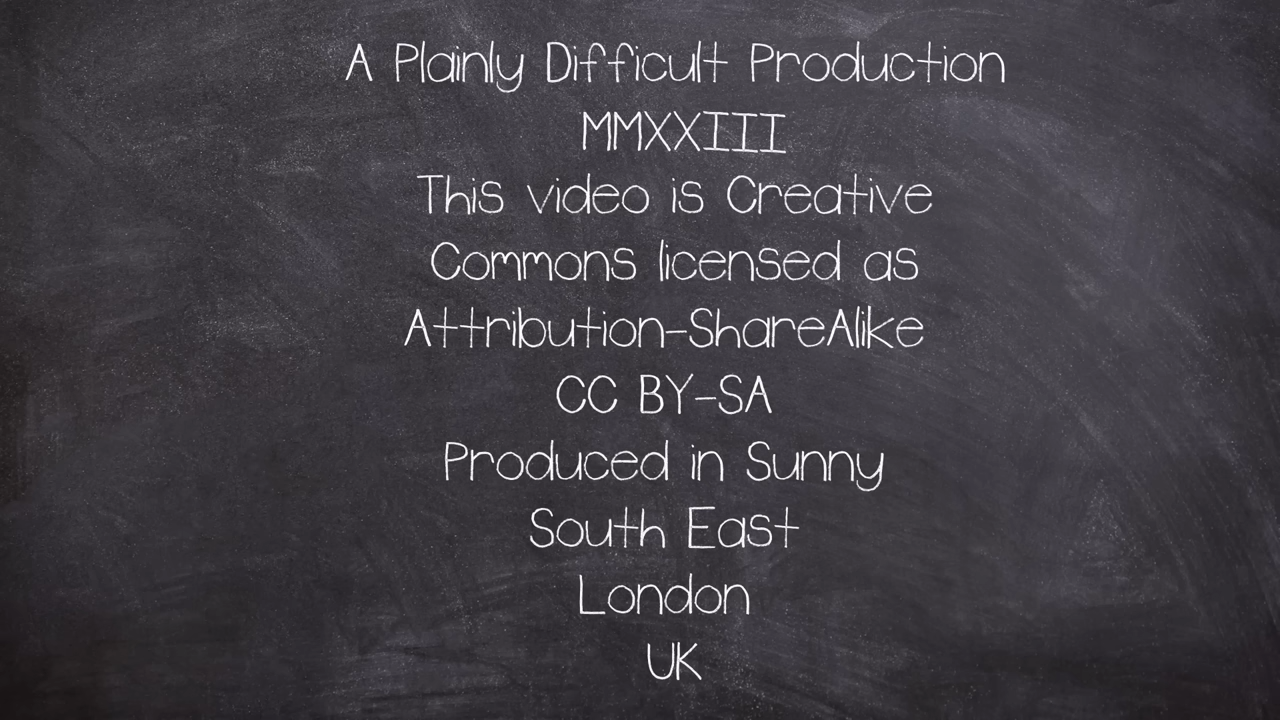 A Plainly Difficult Production
MMXXIII
This video is Creative
Commons licensed as
Attribution-ShareAlike
CC BY-SA
Produced in Sunny
South East
London
UK